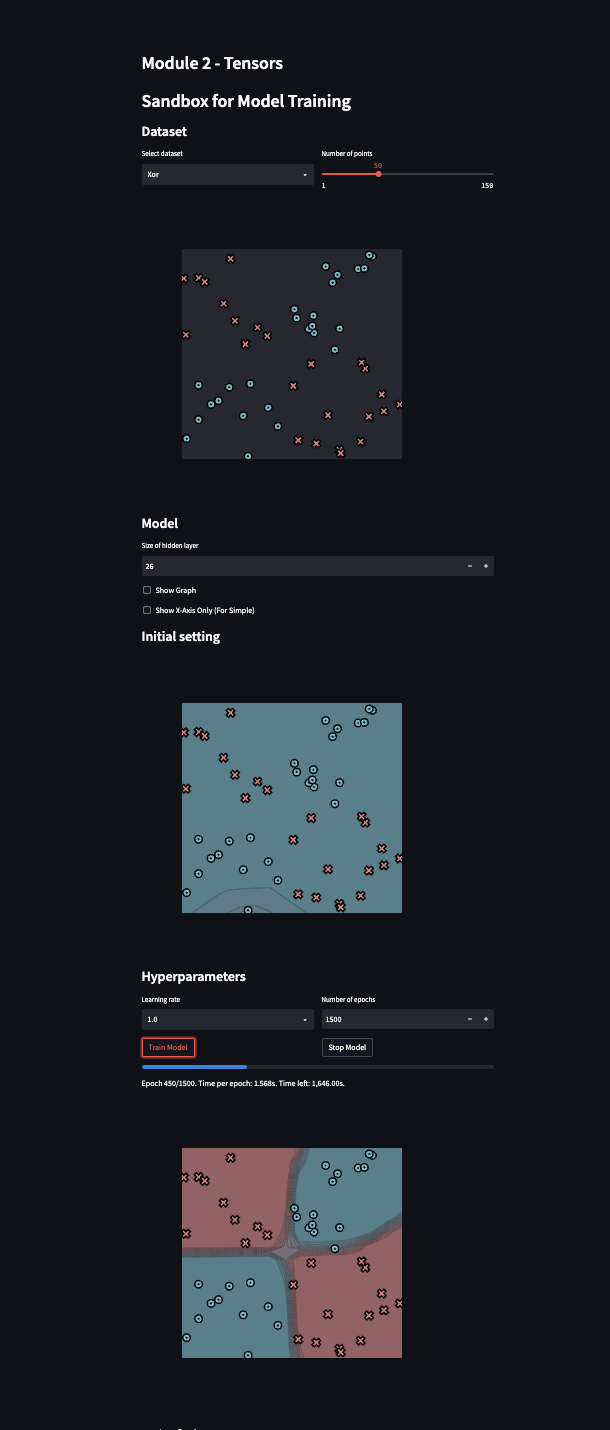 Module 2 - Tensors
Sandbox for Model Training
Dataset
Select dataset
Number of points
Xor
50
1
150
Model
Size of hidden layer
26
Show Graph
Show X-Axis Only (For Simple)
Initial setting
Hyperparameters
Learning rate
Number of epochs
1.0
1500
Train Model
Stop Model
Epoch 450/1500. Time per epoch: 1.568s. Time left: 1,646.00s.